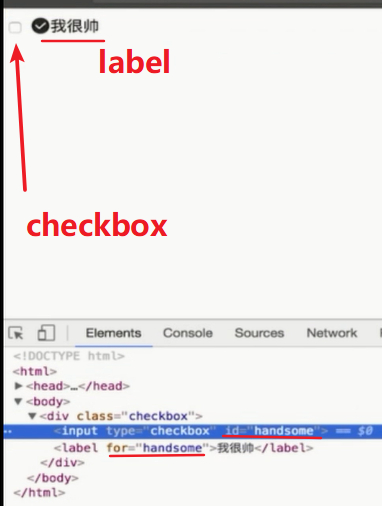 我很帅
label
checkbox
Elements Console Sources Network
<!DOCTYPE html>
<html>
<head>…</head>
<body>
<div class="checkbox">
<input type="checkbox" id="handsome"> == $0
<label for="handsome">我很帅</label>
</div>
</body>
</html>